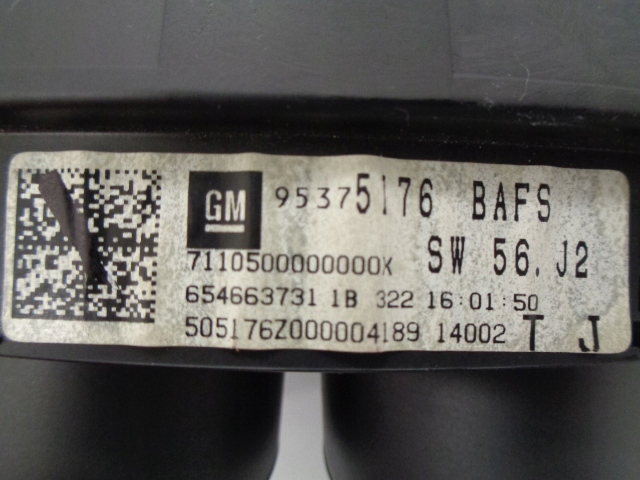 GM 95375176 BAFS
7110500000000X SW 56.J2
654663731 1B 322 16:01:50
505176Z000004189 14002 T J